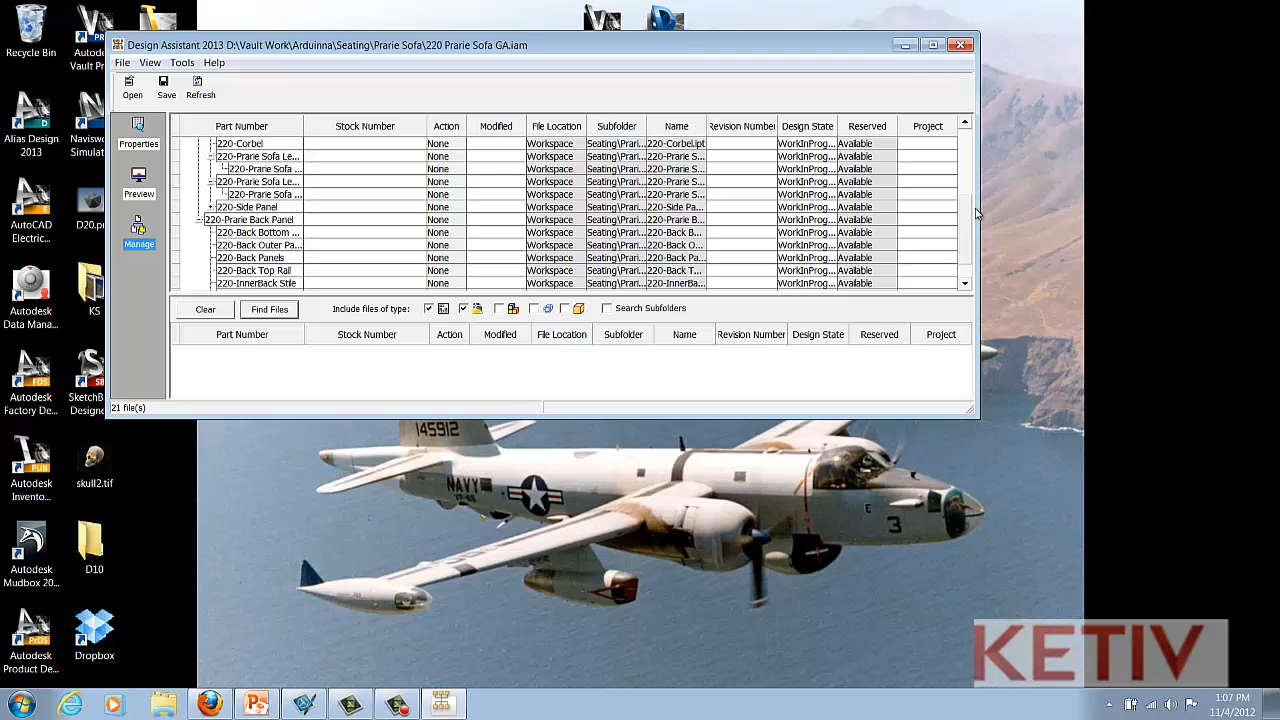 Recycle Bin
Autode...
Vault Pr...
Alias Design
2013
Naviswo...
Simulat...
AutoCAD
Electric...
D20.pr...
Autodesk
Data Mana...
KS
Autodesk
Factory De...
SketchB...
Designe...
Autodesk
Invento...
skull2.tif
Autodesk
Mudbox 20...
D10
Autodesk
Product De...
Dropbox
Design Assistant 2013 D:\Vault Work\Arduinna\Seating\Prarie Sofa\220 Prarie Sofa GA.iam
File View Tools Help
Open Save Refresh
Properties
Preview
Manage
Part Number Stock Number Action Modified File Location Subfolder Name Revision Number Design State Reserved Project
220-Corbel None Workspace Seating\Prari... 220-Corbel.ipt WorkInProg... Available
220-Prarie Sofa Le... None Workspace Seating\Prari... 220-Prarie S... WorkInProg... Available
220-Prarie Sofa ... None Workspace Seating\Prari... 220-Prarie S... WorkInProg... Available
220-Prarie Sofa Le... None Workspace Seating\Prari... 220-Prarie S... WorkInProg... Available
220-Prarie Sofa ... None Workspace Seating\Prari... 220-Prarie S... WorkInProg... Available
220-Side Panel None Workspace Seating\Prari... 220-Side Pa... WorkInProg... Available
220-Prarie Back Panel None Workspace Seating\Prari... 220-Prarie B... WorkInProg... Available
220-Back Bottom ... None Workspace Seating\Prari... 220-Back B... WorkInProg... Available
220-Back Outer Pa... None Workspace Seating\Prari... 220-Back O... WorkInProg... Available
220-Back Panels None Workspace Seating\Prari... 220-Back Pa... WorkInProg... Available
220-Back Top Rail None Workspace Seating\Prari... 220-Back T... WorkInProg... Available
220-InnerBack Stile None Workspace Seating\Prari... 220-InnerBa... WorkInProg... Available
Clear Find Files Include files of type: Search Subfolders
Part Number Stock Number Action Modified File Location Subfolder Name Revision Number Design State Reserved Project
21 file(s)
145912
NAVY
E
3
KETIV
1:07 PM
11/4/2012